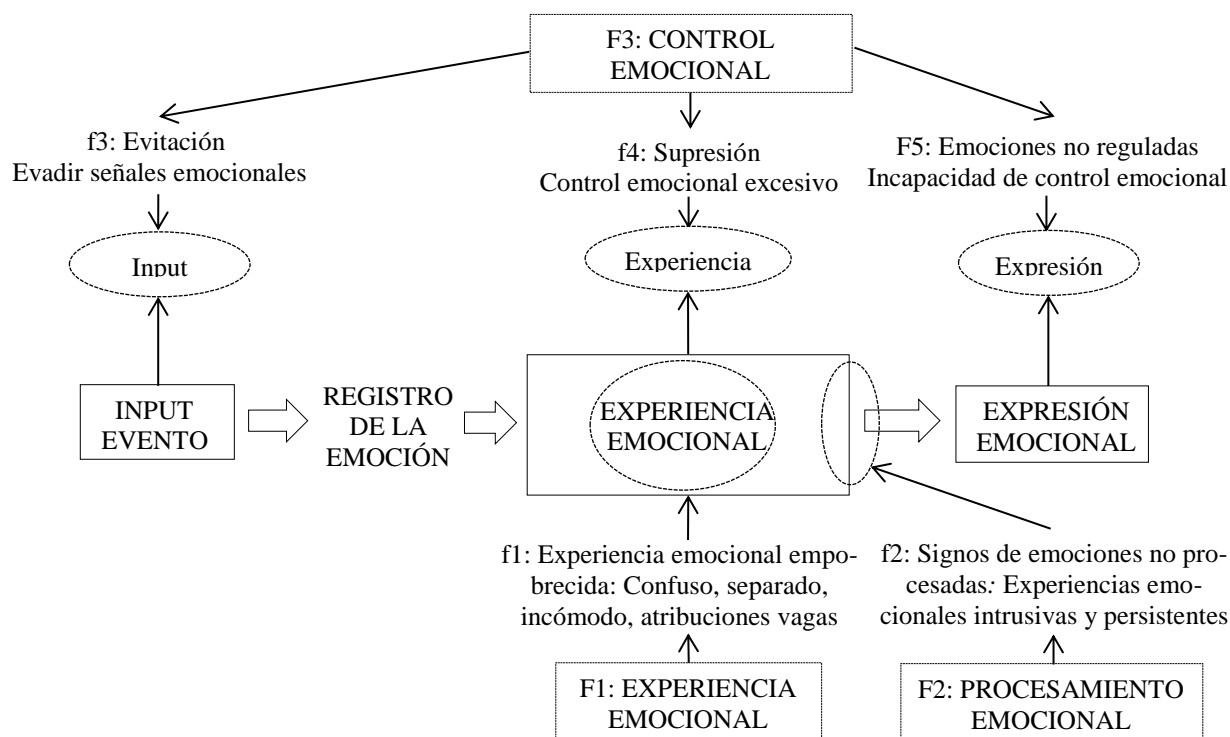 F3: CONTROL
EMOCIONAL
f3: Evitación
Evadir señales emocionales
f4: Supresión
Control emocional excesivo
F5: Emociones no reguladas
Incapacidad de control emocional
Input
Experiencia
Expresión
INPUT
EVENTO
REGISTRO
DE LA
EMOCIÓN
EXPERIENCIA
EMOCIONAL
EXPRESIÓN
EMOCIONAL
f1: Experiencia emocional empo-
brecida: Confuso, separado,
incómodo, atribuciones vagas
f2: Signos de emociones no pro-
cesadas: Experiencias emo-
cionales intrusivas y persistentes
F1: EXPERIENCIA
EMOCIONAL
F2: PROCESAMIENTO
EMOCIONAL